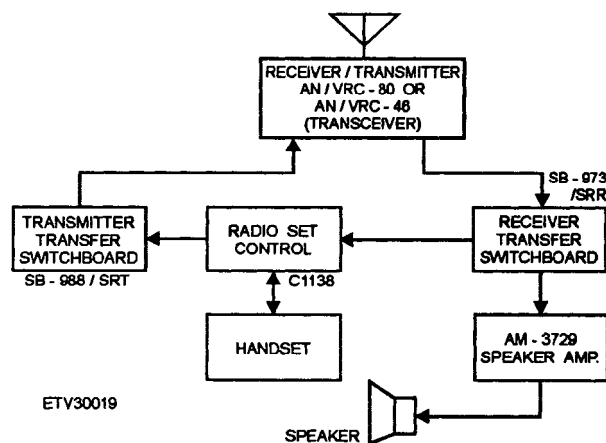 RECEIVER / TRANSMITTER
AN / VRC - 80 OR
AN / VRC - 46
(TRANSCEIVER)
SB - 973
/SRR
TRANSMITTER
TRANSFER
SWITCHBOARD
SB - 988 / SRT
RADIO SET
CONTROL
C1138
RECEIVER
TRANSFER
SWITCHBOARD
HANDSET
AM - 3729
SPEAKER AMP.
ETV30019
SPEAKER